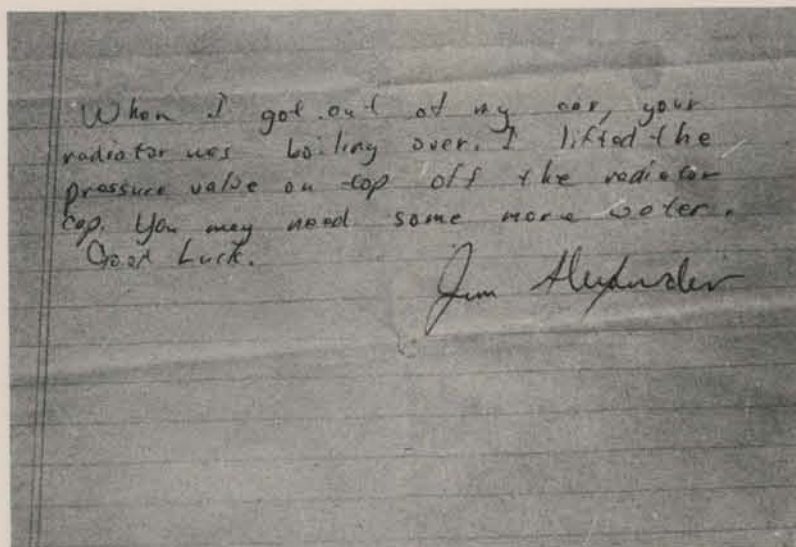 When I got out of my car, your
radiator was boiling over. I lifted the
pressure valve on top off the radiator
cap. You may need some more water.
Good Luck.
Jim Alexander